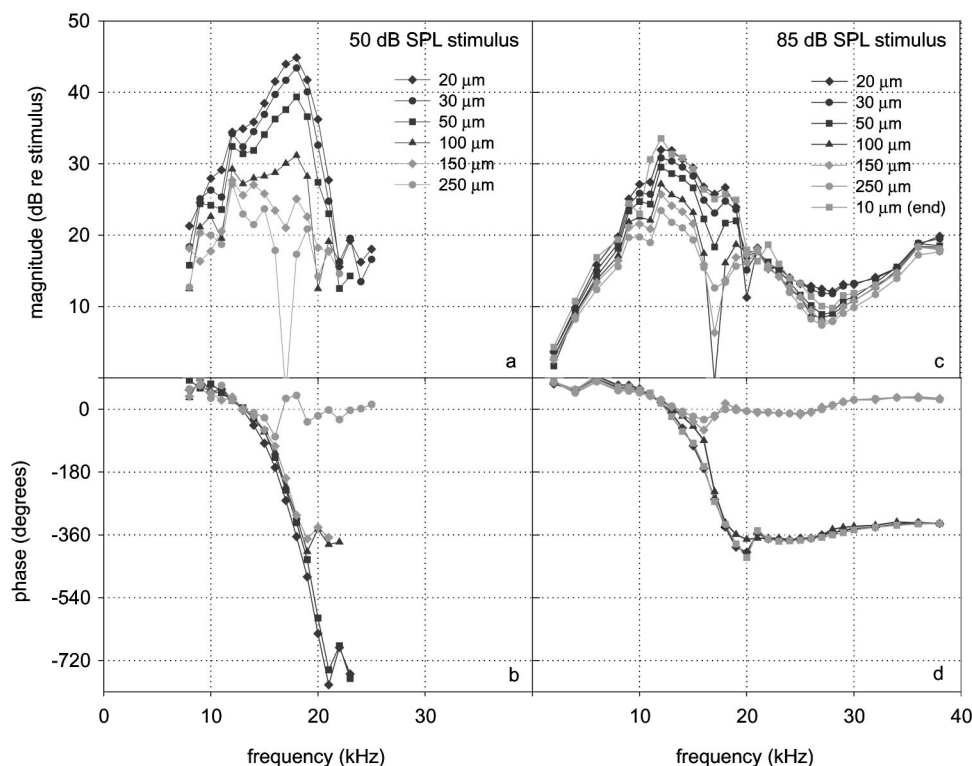 50 dB SPL stimulus
20 μm
30 μm
50 μm
100 μm
150 μm
250 μm
50
40
30
20
10
magnitude (dB re stimulus)
a
85 dB SPL stimulus
20 μm
30 μm
50 μm
100 μm
150 μm
250 μm
10 μm (end)
c
0
-180
-360
-540
-720
phase (degrees)
b
d
0
10
20
30
10
20
30
40
frequency (kHz)
frequency (kHz)